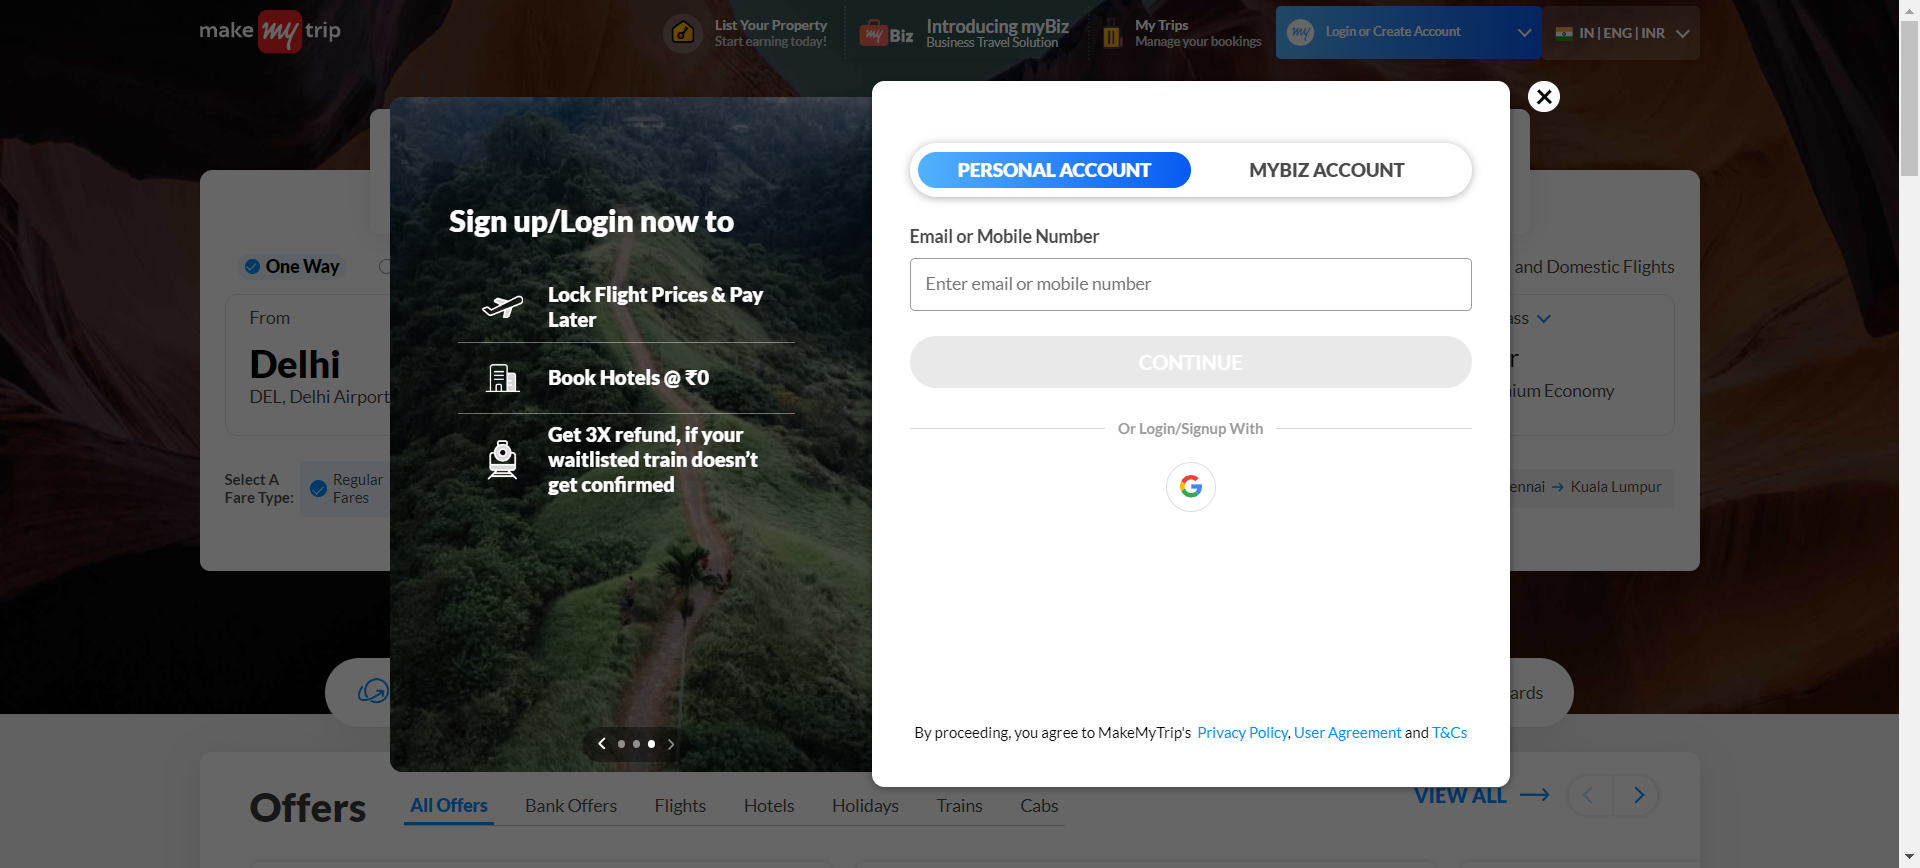 make my trip
List Your Property
Start earning today!
my Biz
Introducing myBiz
Business Travel Solution
My Trips
Manage your bookings
my
Login or Create Account
IN | ENG | INR
PERSONAL ACCOUNT
MYBIZ ACCOUNT
Sign up/Login now to
Email or Mobile Number
Enter email or mobile number
One Way
and Domestic Flights
Lock Flight Prices & Pay
Later
From
Delhi
DEL, Delhi Airport
Book Hotels @ ₹0
CONTINUE
ium Economy
Or Login/Signup With
Get 3X refund, if your
waitlisted train doesn’t
get confirmed
Select A
Fare Type:
Regular
Fares
ennai → Kuala Lumpur
ards
By proceeding, you agree to MakeMyTrip's Privacy Policy, User Agreement and T&Cs
Offers
All Offers
Bank Offers
Flights
Hotels
Holidays
Trains
Cabs
VIEW ALL